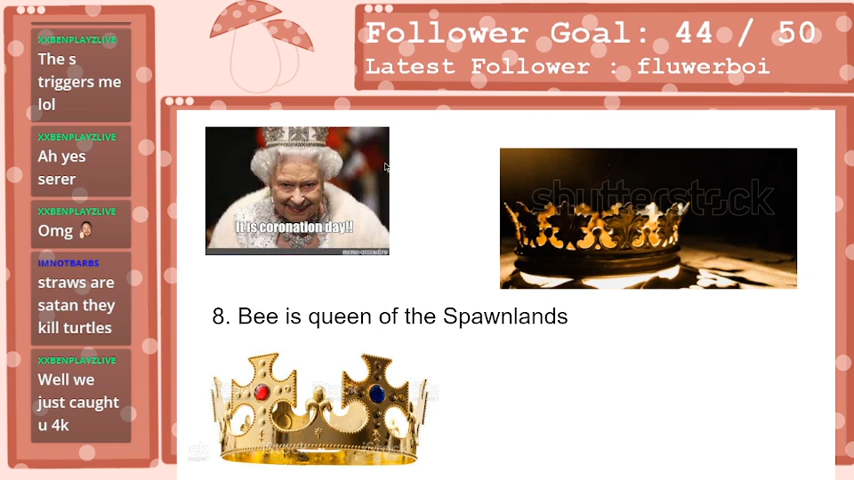 Follower Goal: 44 / 50
Latest Follower : fluwerboi
XXBENPLAYZLIVE
The s
triggers me
lol
XXBENPLAYZLIVE
Ah yes
serer
XXBENPLAYZLIVE
Omg
IMNOTBARBS
straws are
satan they
kill turtles
XXBENPLAYZLIVE
Well we
just caught
u 4k
It is coronation day!!
shutterstock
8. Bee is queen of the Spawnlands